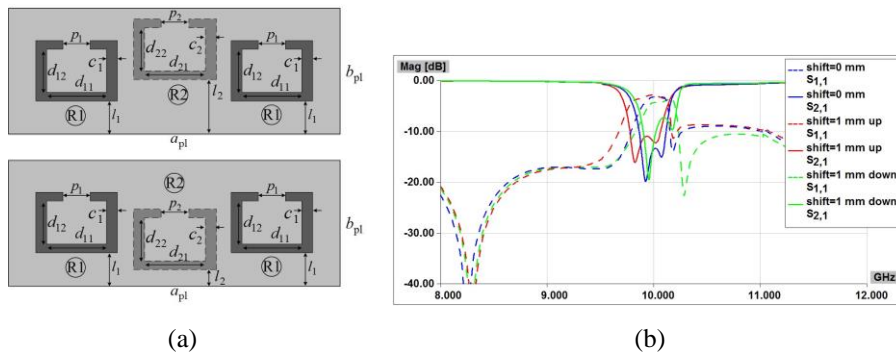 p1
p2
p1
d12
c1
d22
c2
d12
c1
d11
d21
d11
bpl
R1
l1
R2
l2
R1
l1
apl
R2
p1
p2
p1
d12
c1
d22
c2
d12
c1
d11
d21
d11
bpl
R1
l1
l2
R1
l1
apl
(a)
Mag [dB]
0.00
-10.00
-20.00
-30.00
-40.00
8.000
9.000
10.000
11.000
12.000
GHz
shift=0 mm
S1,1
shift=0 mm
S2,1
shift=1 mm up
S1,1
shift=1 mm up
S2,1
shift=1 mm down
S1,1
shift=1 mm down
S2,1
(b)